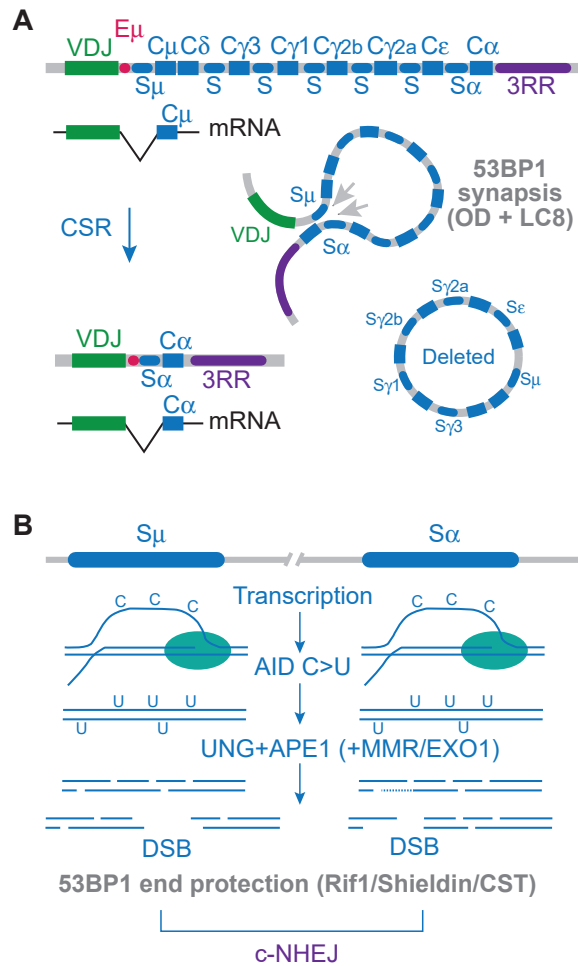 A
Eμ
VDJ Cμ Cδ Cγ3 Cγ1 Cγ2b Cγ2a Cε Cα
Sμ S S S S S Sα 3RR
Cμ
mRNA
CSR
Sμ
VDJ
Sα
53BP1
synapsis
(OD + LC8)
VDJ Cα
Sα 3RR
Cα
mRNA
Sγ2a
Sγ2b
Sε
Deleted
Sγ1
Sμ
Sγ3
B
Sμ Sα
Transcription
C C C
C C C
AID C>U
U U U
U U
U U U
U U
UNG+APE1 (+MMR/EXO1)
DSB DSB
53BP1 end protection (Rif1/Shieldin/CST)
c-NHEJ